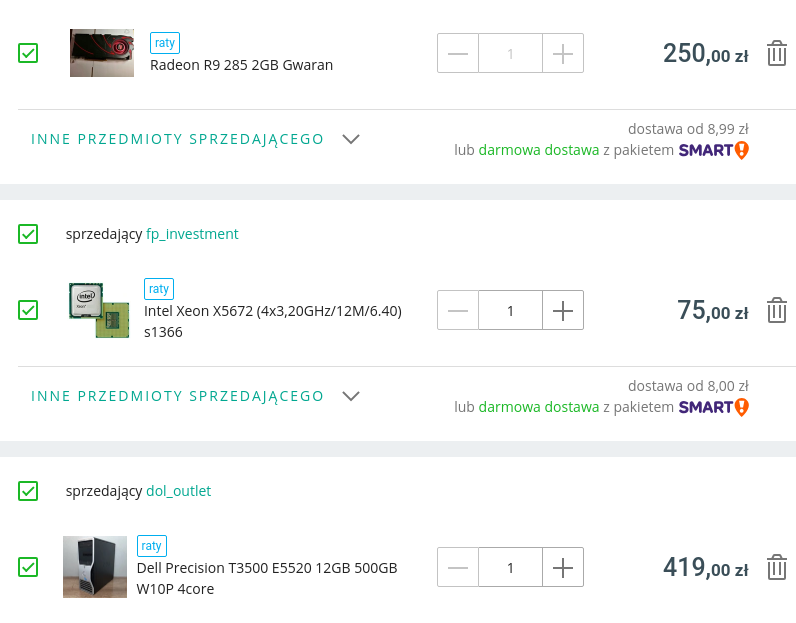 raty
Radeon R9 285 2GB Gwaran
1
250,00 zł
INNE PRZEDMIOTY SPRZEDAJĄCEGO
dostawa od 8,99 zł
lub darmowa dostawa z pakietem SMART!
sprzedający fp_investment
raty
Intel Xeon X5672 (4x3,20GHz/12M/6.40)
s1366
1
75,00 zł
INNE PRZEDMIOTY SPRZEDAJĄCEGO
dostawa od 8,00 zł
lub darmowa dostawa z pakietem SMART!
sprzedający dol_outlet
raty
Dell Precision T3500 E5520 12GB 500GB
W10P 4core
1
419,00 zł